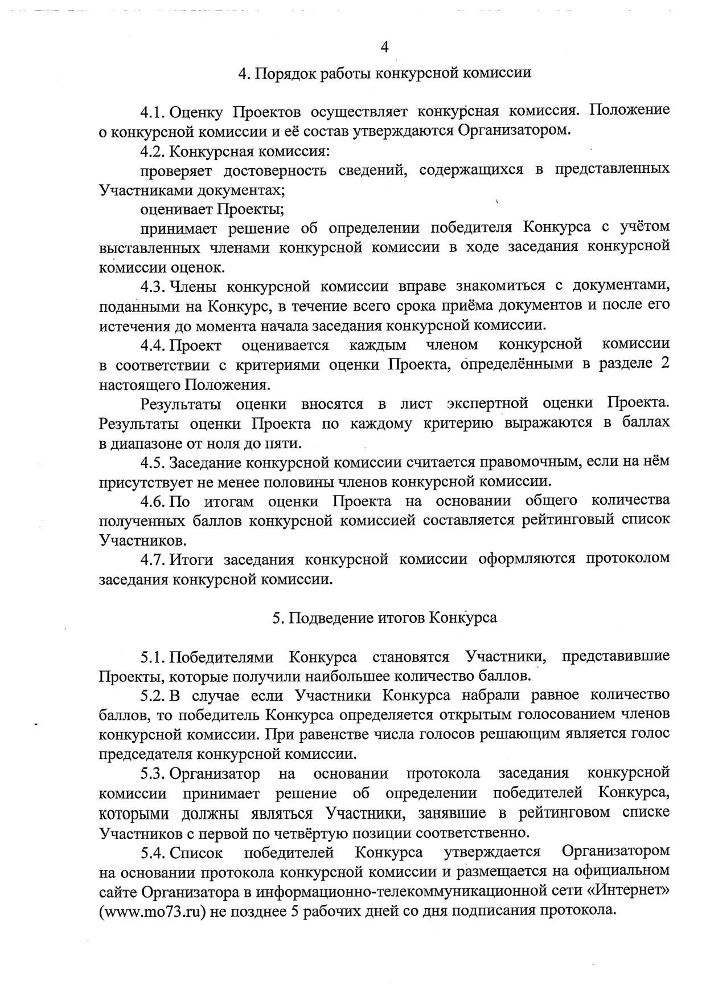 4
4. Порядок работы конкурсной комиссии
4.1. Оценку Проектов осуществляет конкурсная комиссия. Положение
о конкурсной комиссии и её состав утверждаются Организатором.
4.2. Конкурсная комиссия:
проверяет достоверность сведений, содержащихся в представленных
Участниками документах;
оценивает Проекты;
принимает решение об определении победителя Конкурса с учётом
выставленных членами конкурсной комиссии в ходе заседания конкурсной
комиссии оценок.
4.3. Члены конкурсной комиссии вправе знакомиться с документами,
поданными на Конкурс, в течение всего срока приёма документов и после его
истечения до момента начала заседания конкурсной комиссии.
4.4. Проект оценивается каждым членом конкурсной комиссии
в соответствии с критериями оценки Проекта, определёнными в разделе 2
настоящего Положения.
Результаты оценки вносятся в лист экспертной оценки Проекта.
Результаты оценки Проекта по каждому критерию выражаются в баллах
в диапазоне от ноля до пяти.
4.5. Заседание конкурсной комиссии считается правомочным, если на нём
присутствует не менее половины членов конкурсной комиссии.
4.6. По итогам оценки Проекта на основании общего количества
полученных баллов конкурсной комиссией составляется рейтинговый список
Участников.
4.7. Итоги заседания конкурсной комиссии оформляются протоколом
заседания конкурсной комиссии.
5. Подведение итогов Конкурса
5.1. Победителями Конкурса становятся Участники, представившие
Проекты, которые получили наибольшее количество баллов.
5.2. В случае если Участники Конкурса набрали равное количество
баллов, то победитель Конкурса определяется открытым голосованием членов
конкурсной комиссии. При равенстве числа голосов решающим является голос
председателя конкурсной комиссии.
5.3. Организатор на основании протокола заседания конкурсной
комиссии принимает решение об определении победителей Конкурса,
которыми должны являться Участники, занявшие в рейтинговом списке
Участников с первой по четвёртую позиции соответственно.
5.4. Список победителей Конкурса утверждается Организатором
на основании протокола конкурсной комиссии и размещается на официальном
сайте Организатора в информационно-телекоммуникационной сети «Интернет»
(www.mo73.ru) не позднее 5 рабочих дней со дня подписания протокола.